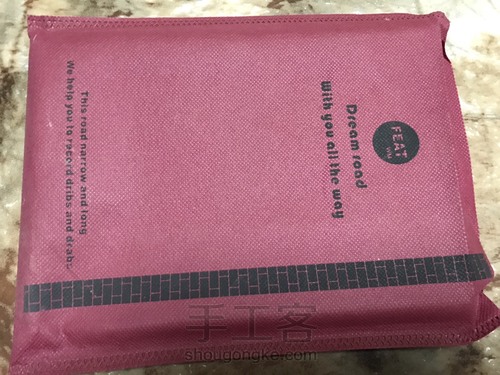 FEAT
Dream road
With you all the way
This road narrow and long
We help you to record dribs and drabs
手工客
shougongke.com